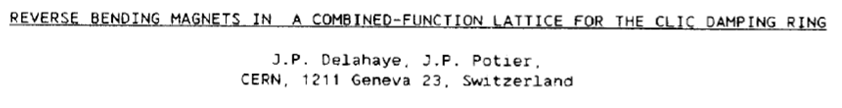 REVERSE BENDING MAGNETS IN A COMBINED-FUNCTION LATTICE FOR THE CLIC DAMPING RING
J.P. Delahaye, J.P. Potier,
CERN, 1211 Geneva 23, Switzerland